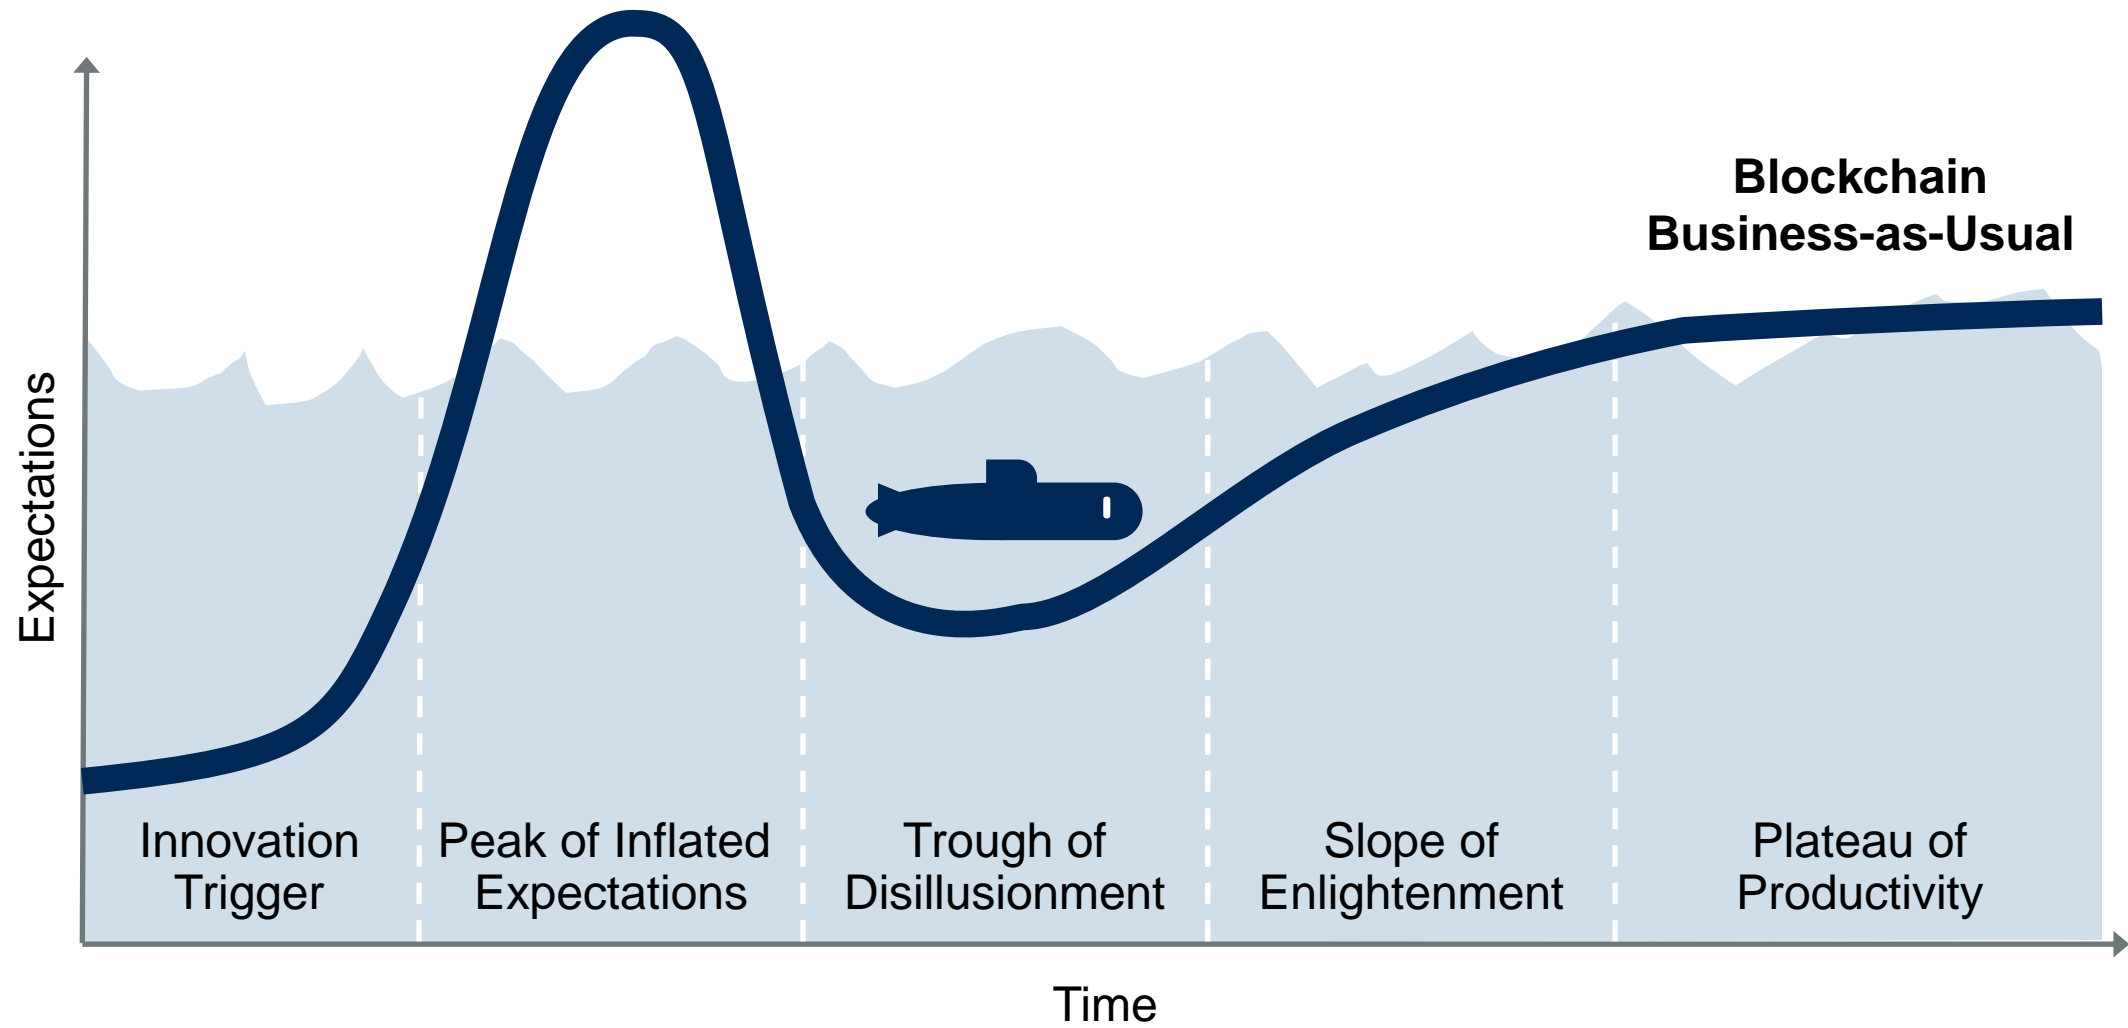 Blockchain
Business-as-Usual
Expectations
Innovation
Trigger
Peak of Inflated
Expectations
Trough of
Disillusionment
Slope of
Enlightenment
Plateau of
Productivity
Time